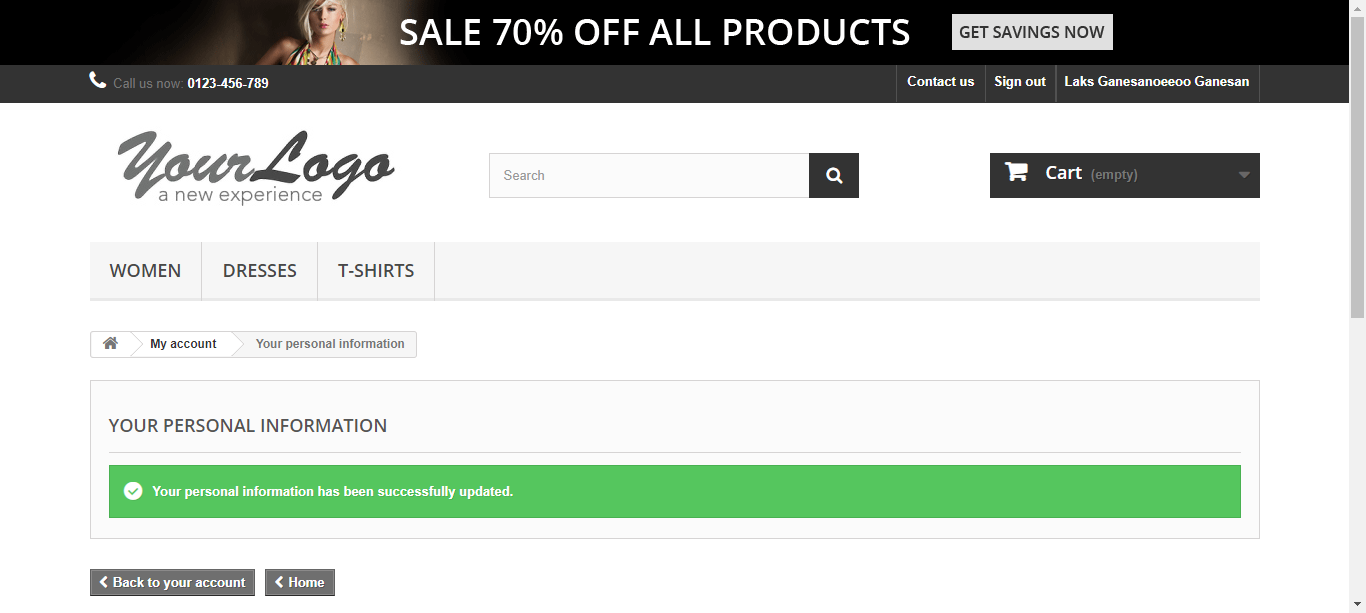 SALE 70% OFF ALL PRODUCTS
GET SAVINGS NOW
Call us now: 0123-456-789
Contact us
Sign out
Laks Ganesanoeeoo Ganesan
YourLogo
a new experience
Search
Cart (empty)
WOMEN
DRESSES
T-SHIRTS
My account
Your personal information
YOUR PERSONAL INFORMATION
Your personal information has been successfully updated.
Back to your account
Home